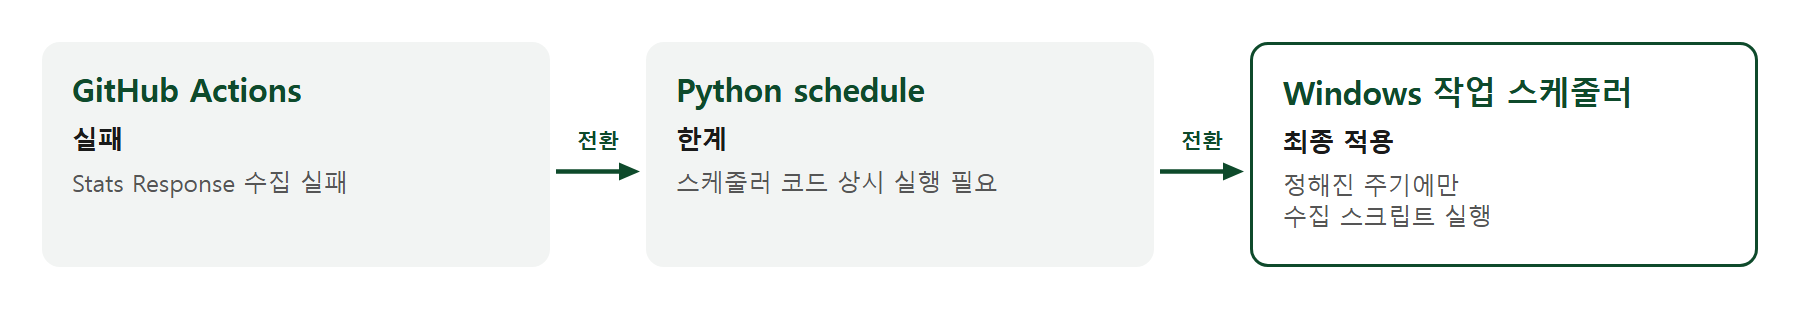 GitHub Actions
실패
Stats Response 수집 실패
전환
Python schedule
한계
스케줄러 코드 상시 실행 필요
전환
Windows 작업 스케줄러
최종 적용
정해진 주기에만
수집 스크립트 실행